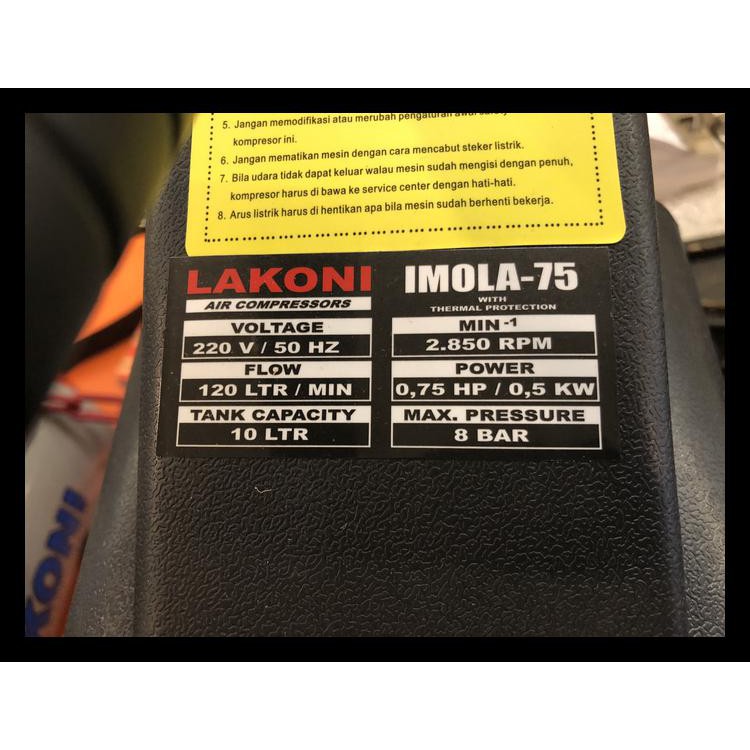 5. Jangan memodifikasi atau merubah pengaturan awal
kompresor ini.
6. Jangan mematikan mesin dengan cara mencabut steker listrik.
7. Bila udara tidak dapat keluar walau mesin sudah mengisi dengan penuh,
kompresor harus di bawa ke service center dengan hati-hati.
8. Arus listrik harus di hentikan apa bila mesin sudah berhenti bekerja.
LAKONI
AIR COMPRESSORS
IMOLA-75
WITH
THERMAL PROTECTION
VOLTAGE
220 V / 50 HZ
MIN-1
2.850 RPM
FLOW
120 LTR / MIN
POWER
0,75 HP / 0,5 KW
TANK CAPACITY
10 LTR
MAX. PRESSURE
8 BAR
KONI